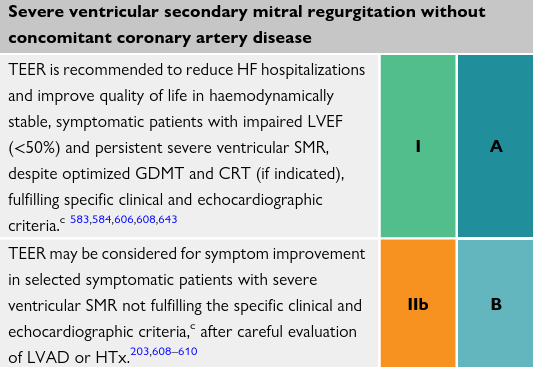 Severe ventricular secondary mitral regurgitation without
concomitant coronary artery disease
TEER is recommended to reduce HF hospitalizations
and improve quality of life in haemodynamically
stable, symptomatic patients with impaired LVEF
(<50%) and persistent severe ventricular SMR,
despite optimized GDMT and CRT (if indicated),
fulfilling specific clinical and echocardiographic
criteria.c 583,584,606,608,643
I
A
TEER may be considered for symptom improvement
in selected symptomatic patients with severe
ventricular SMR not fulfilling the specific clinical and
echocardiographic criteria,c after careful evaluation
of LVAD or HTx.203,608–610
IIb
B